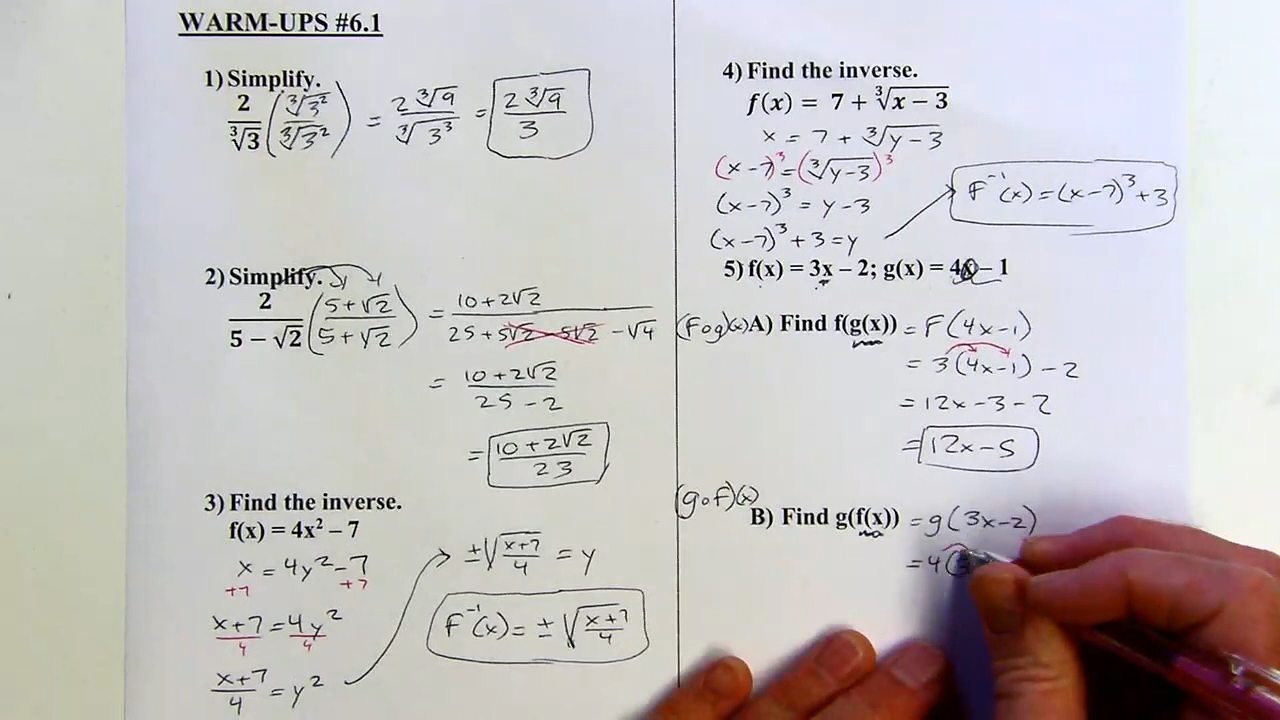 WARM-UPS #6.1
1) Simplify.
2/∛3 (∛3²/∛3²) = 2∛9/∛3³ = 2∛9/3
2) Simplify.
2/(5 − √2) (5+√2/5+√2) = 10+2√2/25+5√2 −5√2 −√4
= 10+2√2/25−2
= 10+2√2/23
3) Find the inverse.
f(x) = 4x² – 7
x = 4y² −7
+7 +7
x+7/4 = 4y²/4
x+7/4 = y²
±√(x+7/4) = y
F⁻¹(x) = ±√(x+7/4)
4) Find the inverse.
f(x) = 7 + ∛(x − 3)
x = 7 + ∛(y−3)
(x−7)³ = (∛(y−3))³
(x−7)³ = y−3
(x−7)³ + 3 = y
F⁻¹(x) = (x−7)³ + 3
5) f(x) = 3x – 2; g(x) = 4x – 1
(Fog)(x) A) Find f(g(x)) = F(4x−1)
= 3(4x−1) − 2
= 12x −3 −2
= 12x−5
(gof)(x)
B) Find g(f(x)) = g(3x−2)
= 4(3